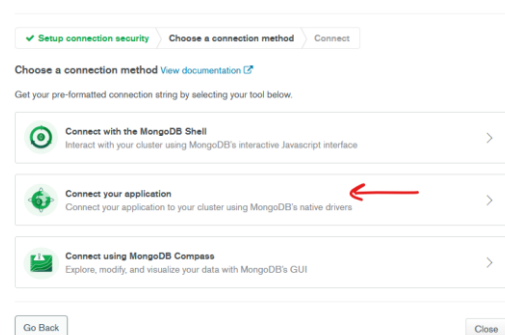 Setup connection security Choose a connection method Connect
Choose a connection method View documentation
Get your pre-formatted connection string by selecting your tool below.
Connect with the MongoDB Shell
Interact with your cluster using MongoDB's interactive Javascript interface
Connect your application
Connect your application to your cluster using MongoDB's native drivers
Connect using MongoDB Compass
Explore, modify, and visualize your data with MongoDB's GUI
Go Back Close